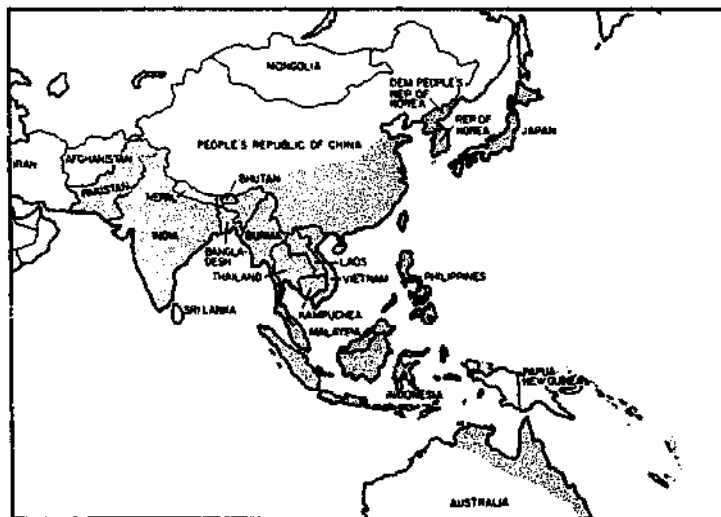 MONGOLIA
DEM PEOPLE'S
REP OF
KOREA
REP OF
KOREA
JAPAN
PEOPLE'S REPUBLIC OF CHINA
IRAN
AFGHANISTAN
PAKISTAN
NEPAL
BHUTAN
INDIA
BANGLA-
DESH
BURMA
LAOS
THAILAND
VIETNAM
PHILIPPINES
SRI LANKA
KAMPUCHEA
MALAYSIA
INDONESIA
PAPUA
NEW GUINEA
AUSTRALIA